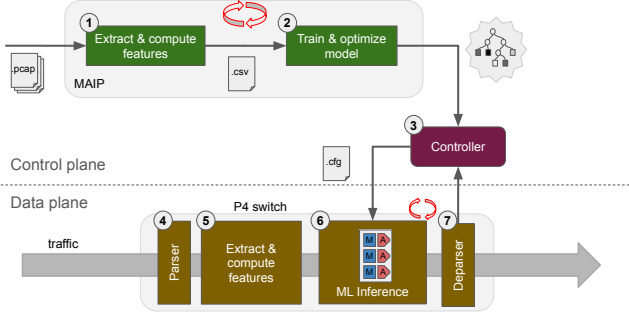 1
Extract & compute
features
2
Train & optimize
model
.pcap
MAIP
.csv
3
Controller
.cfg
Control plane
Data plane
P4 switch
traffic
4
Parser
5
Extract &
compute
features
6
M A
M A
M A
ML Inference
7
Deparser